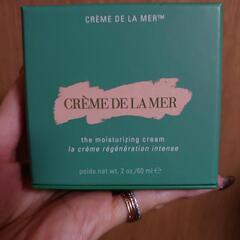 CRÈME DE LA MER™
CRÈME DE LA MER
the moisturizing cream
la crème régénération intense
poids net wt. 2 oz./60 ml ℮